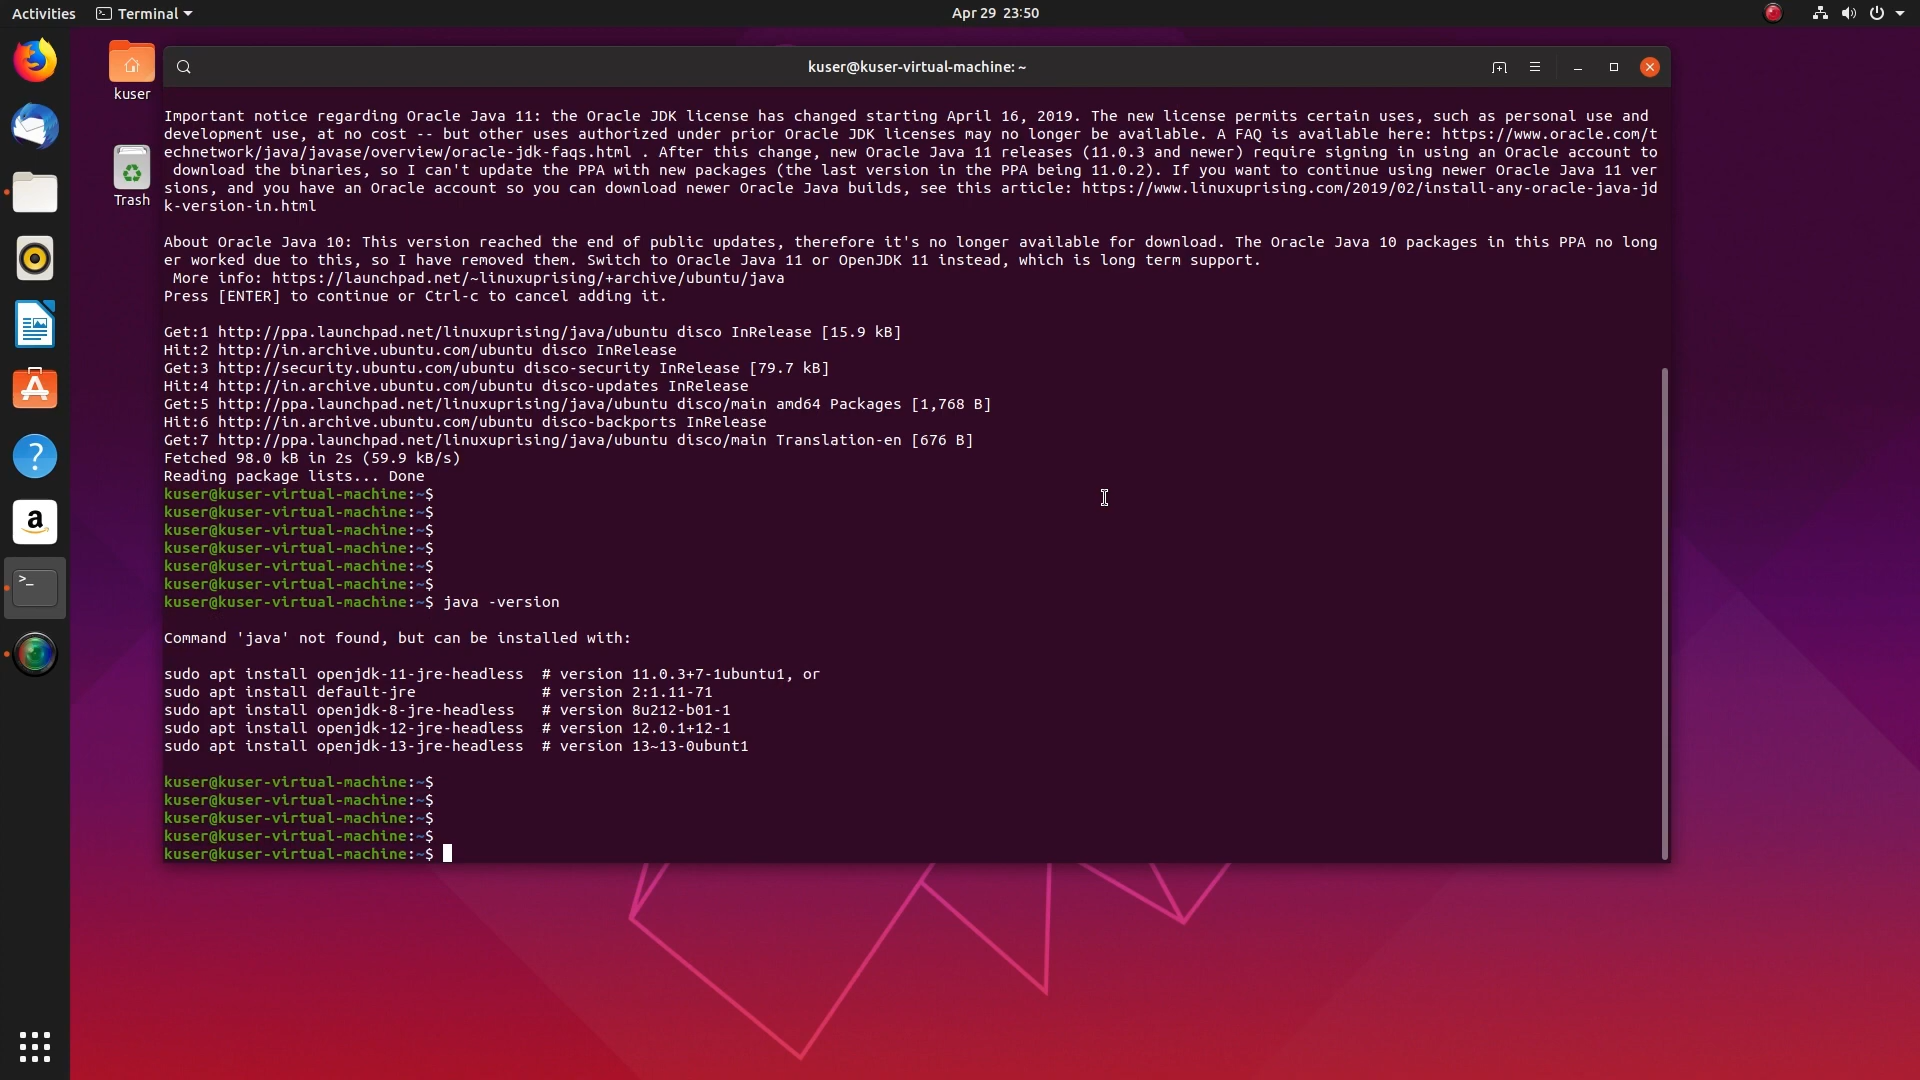 Activities
Terminal
Apr 29 23:50
kuser
Trash
kuser@kuser-virtual-machine: ~
Important notice regarding Oracle Java 11: the Oracle JDK license has changed starting April 16, 2019. The new license permits certain uses, such as personal use and
development use, at no cost -- but other uses authorized under prior Oracle JDK licenses may no longer be available. A FAQ is available here: https://www.oracle.com/t
echnetwork/java/javase/overview/oracle-jdk-faqs.html . After this change, new Oracle Java 11 releases (11.0.3 and newer) require signing in using an Oracle account to
 download the binaries, so I can't update the PPA with new packages (the last version in the PPA being 11.0.2). If you want to continue using newer Oracle Java 11 ver
sions, and you have an Oracle account so you can download newer Oracle Java builds, see this article: https://www.linuxuprising.com/2019/02/install-any-oracle-java-jd
k-version-in.html
About Oracle Java 10: This version reached the end of public updates, therefore it's no longer available for download. The Oracle Java 10 packages in this PPA no long
er worked due to this, so I have removed them. Switch to Oracle Java 11 or OpenJDK 11 instead, which is long term support.
 More info: https://launchpad.net/~linuxuprising/+archive/ubuntu/java
Press [ENTER] to continue or Ctrl-c to cancel adding it.
Get:1 http://ppa.launchpad.net/linuxuprising/java/ubuntu disco InRelease [15.9 kB]
Hit:2 http://in.archive.ubuntu.com/ubuntu disco InRelease
Get:3 http://security.ubuntu.com/ubuntu disco-security InRelease [79.7 kB]
Hit:4 http://in.archive.ubuntu.com/ubuntu disco-updates InRelease
Get:5 http://ppa.launchpad.net/linuxuprising/java/ubuntu disco/main amd64 Packages [1,768 B]
Hit:6 http://in.archive.ubuntu.com/ubuntu disco-backports InRelease
Get:7 http://ppa.launchpad.net/linuxuprising/java/ubuntu disco/main Translation-en [676 B]
Fetched 98.0 kB in 2s (59.9 kB/s)
Reading package lists... Done
kuser@kuser-virtual-machine:~$
kuser@kuser-virtual-machine:~$
kuser@kuser-virtual-machine:~$
kuser@kuser-virtual-machine:~$
kuser@kuser-virtual-machine:~$
kuser@kuser-virtual-machine:~$
kuser@kuser-virtual-machine:~$ java -version
Command 'java' not found, but can be installed with:
sudo apt install openjdk-11-jre-headless  # version 11.0.3+7-1ubuntu1, or
sudo apt install default-jre              # version 2:1.11-71
sudo apt install openjdk-8-jre-headless   # version 8u212-b01-1
sudo apt install openjdk-12-jre-headless  # version 12.0.1+12-1
sudo apt install openjdk-13-jre-headless  # version 13~13-0ubunt1
kuser@kuser-virtual-machine:~$
kuser@kuser-virtual-machine:~$
kuser@kuser-virtual-machine:~$
kuser@kuser-virtual-machine:~$
kuser@kuser-virtual-machine:~$